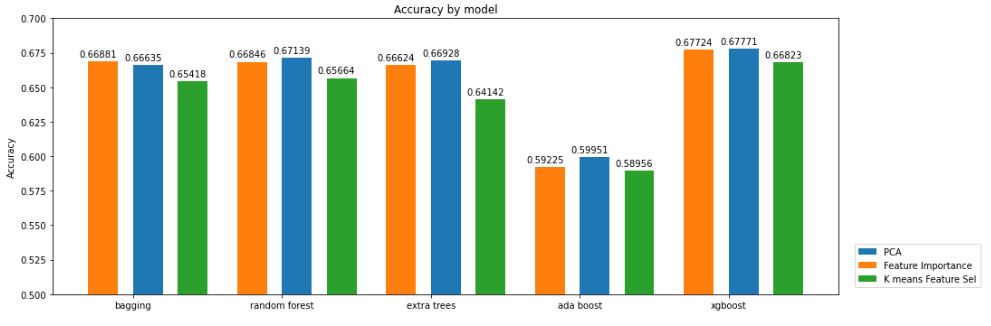 Accuracy by model
Accuracy
0.700
0.675
0.650
0.625
0.600
0.575
0.550
0.525
0.500
0.66881
0.66635
0.65418
0.66846
0.67139
0.65664
0.66624
0.66928
0.64142
0.59225
0.59951
0.58956
0.67724
0.67771
0.66823
bagging
random forest
extra trees
ada boost
xgboost
PCA
Feature Importance
K means Feature Sel